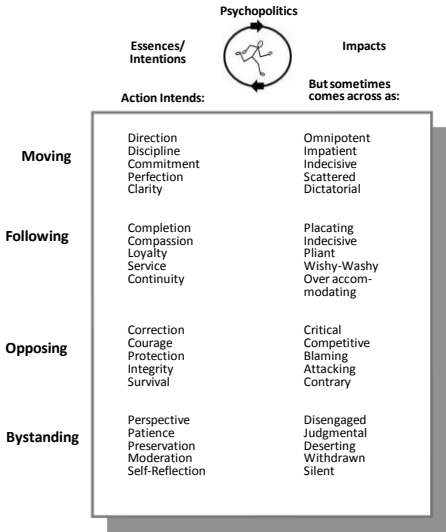 Psychopolitics
Essences/
Intentions
Impacts
Action Intends:
But sometimes
comes across as:
Moving
Direction
Discipline
Commitment
Perfection
Clarity
Omnipotent
Impatient
Indecisive
Scattered
Dictatorial
Following
Completion
Compassion
Loyalty
Service
Continuity
Placating
Indecisive
Pliant
Wishy-Washy
Over accom-
modating
Opposing
Correction
Courage
Protection
Integrity
Survival
Critical
Competitive
Blaming
Attacking
Contrary
Bystanding
Perspective
Patience
Preservation
Moderation
Self-Reflection
Disengaged
Judgmental
Deserting
Withdrawn
Silent